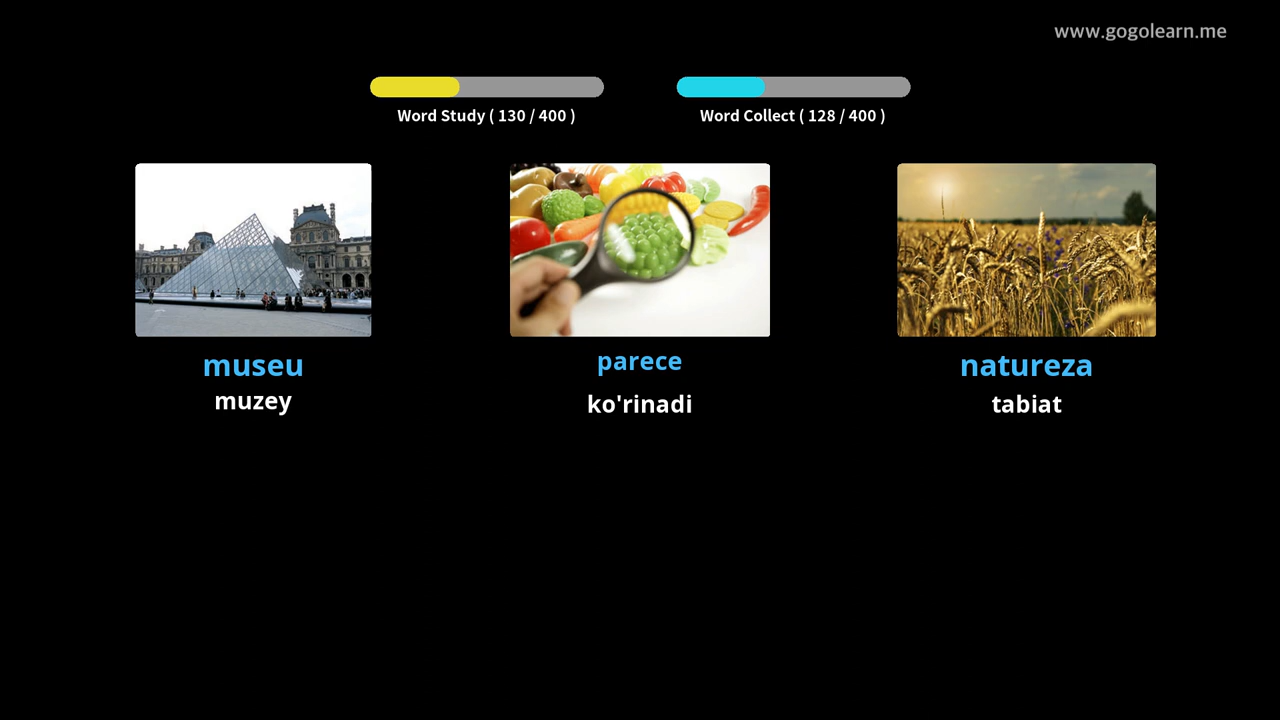 www.gogolearn.me
Word Study ( 130 / 400 )
Word Collect ( 128 / 400 )
museu
muzey
parece
ko'rinadi
natureza
tabiat